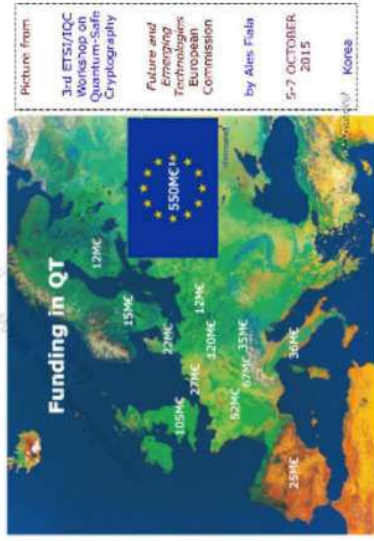 Funding in QT
12M€
15M€
22M€
12M€
105M€
27M€
120M€
52M€
67M€
35M€
25M€
36M€
550M€
Picture from
3rd ETSI/IQC
Workshop on
Quantum-Safe
Cryptography
Future and
Emerging
Technologies
European
Commission
by Ales Fiala
5-7 OCTOBER
2015
Korea